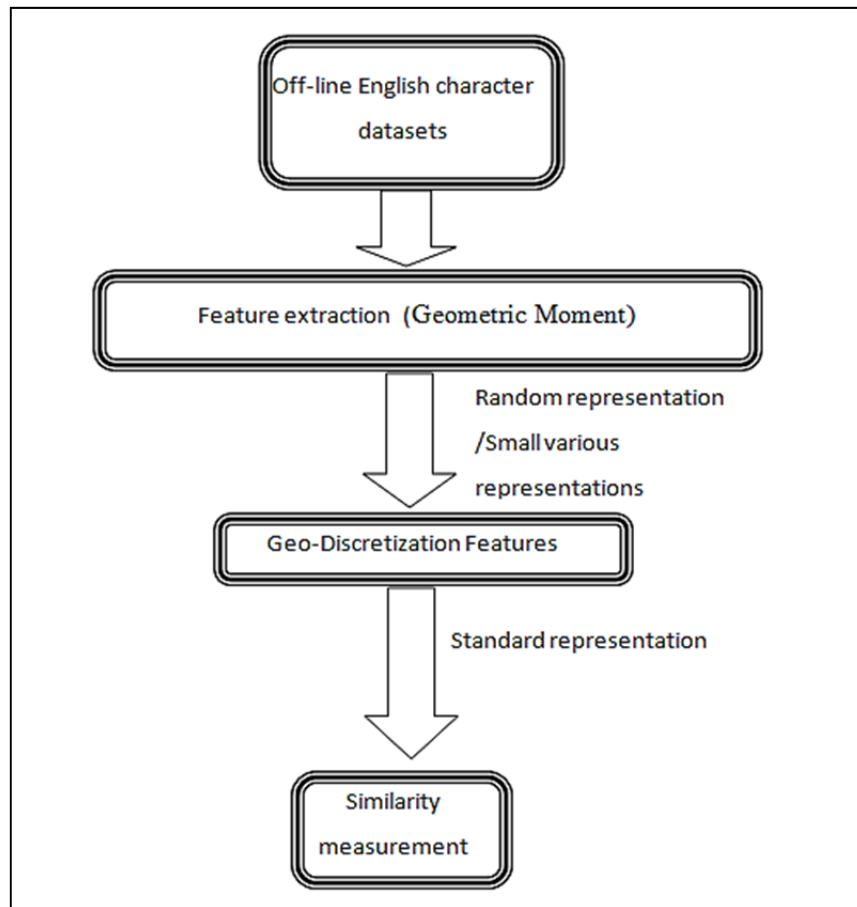 Off-line English character
datasets
Feature extraction (Geometric Moment)
Random representation
/Small various
representations
Geo-Discretization Features
Standard representation
Similarity
measurement